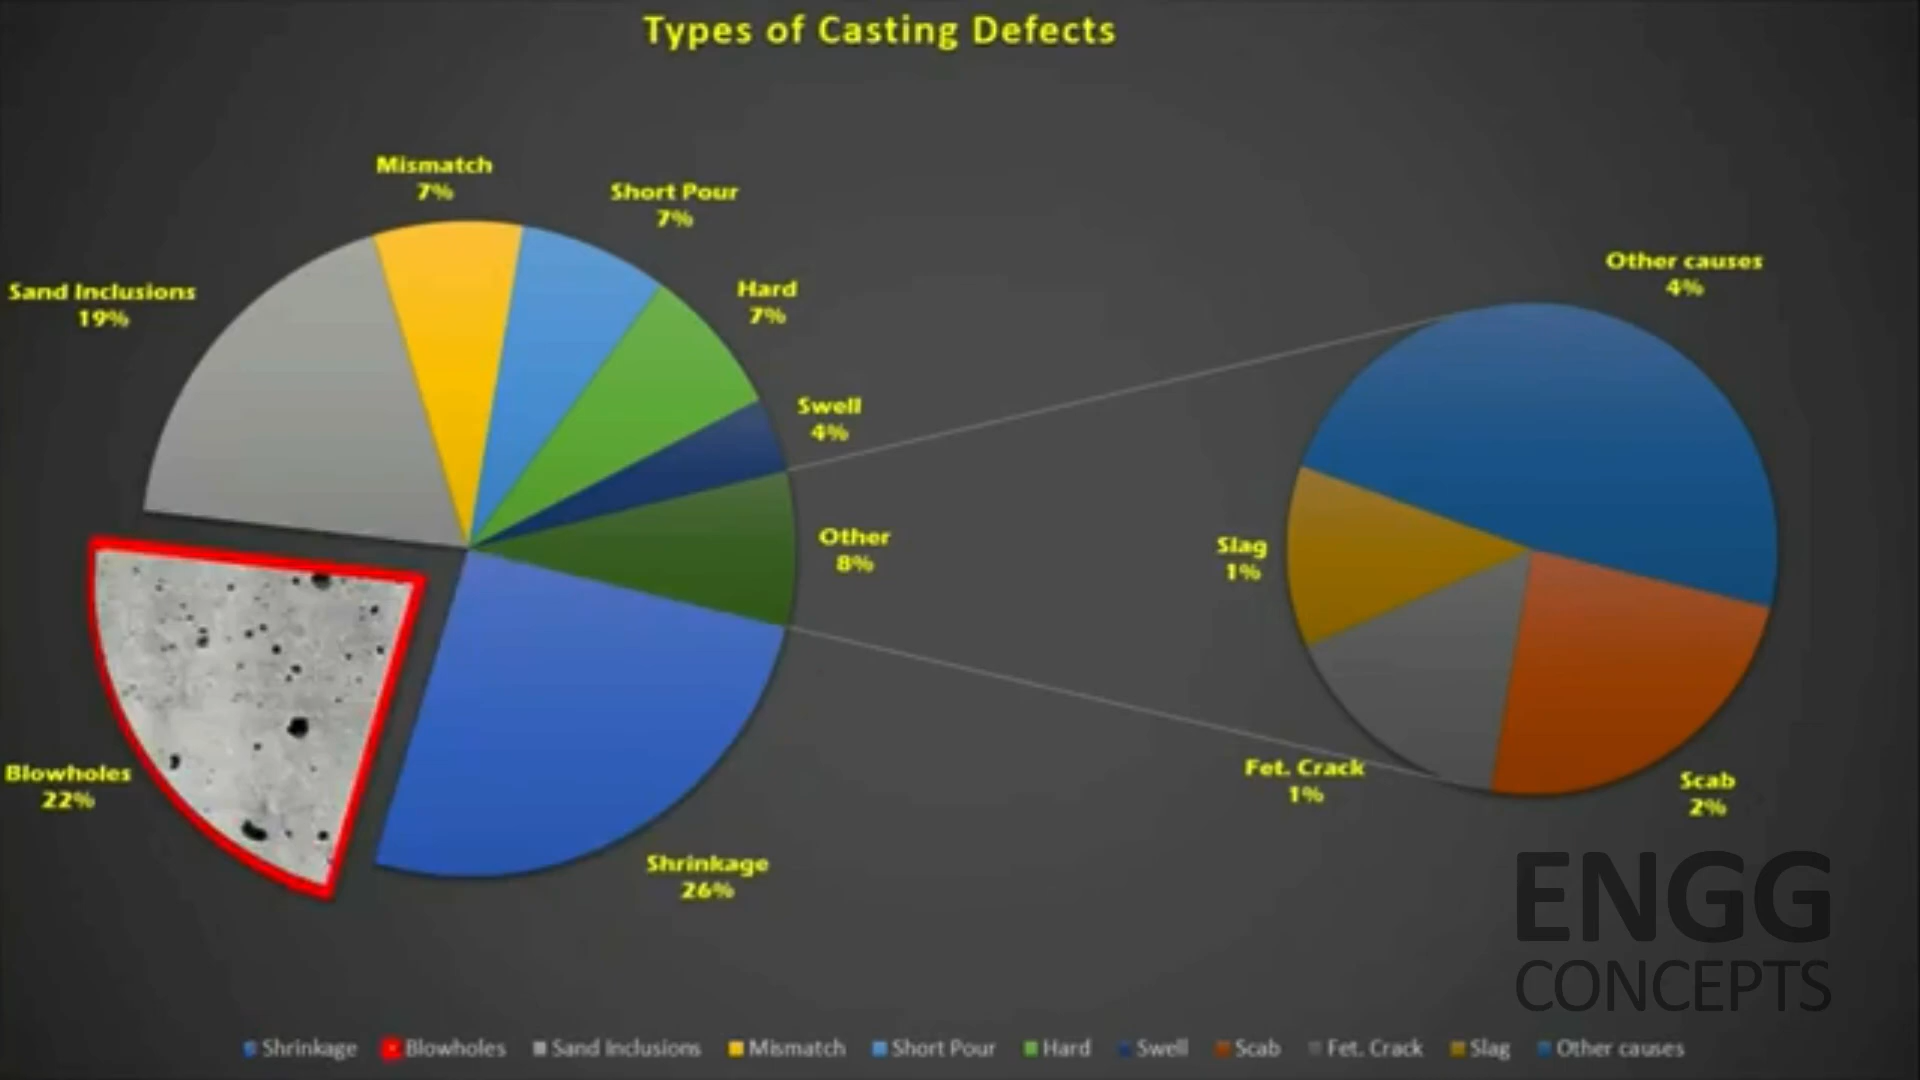 Types of Casting Defects
Mismatch
7%
Short Pour
7%
Sand Inclusions
19%
Hard
7%
Swell
4%
Other
8%
Blowholes
22%
Shrinkage
26%
Other causes
4%
Slag
1%
Fet. Crack
1%
Scab
2%
ENGG
CONCEPTS
Shrinkage Blowholes Sand Inclusions Mismatch Short Pour Hard Swell Scab Fet. Crack Slag Other causes